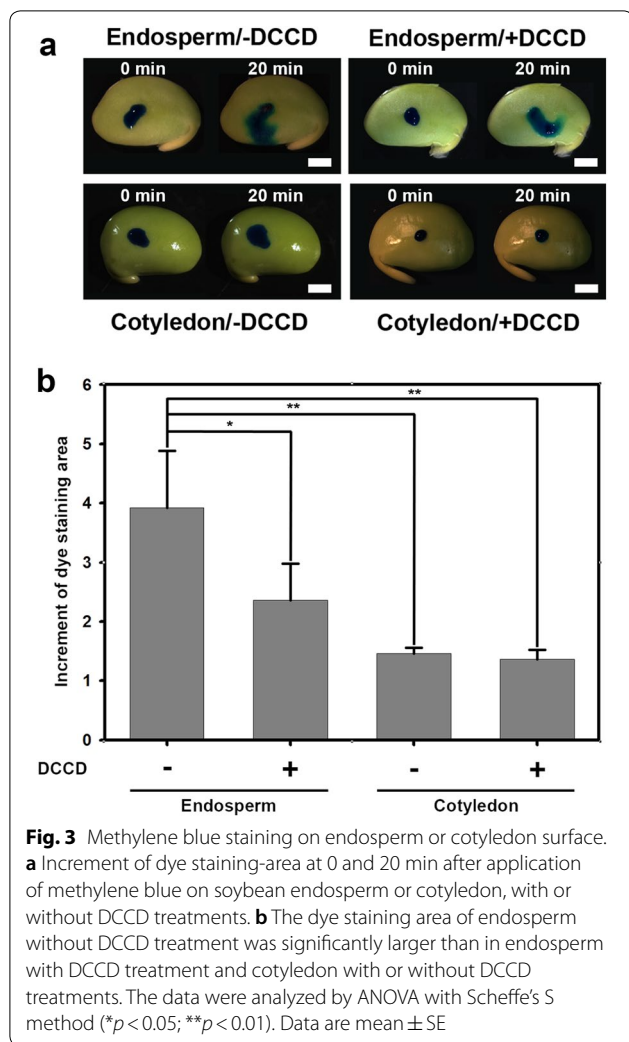 a
Endosperm/-DCCD Endosperm/+DCCD
0 min 20 min 0 min 20 min
0 min 20 min 0 min 20 min
Cotyledon/-DCCD Cotyledon/+DCCD
b
Increment of dye staining area
6
5
4
3
2
1
0
**
**
*
DCCD - + - +
Endosperm Cotyledon
Fig. 3 Methylene blue staining on endosperm or cotyledon surface.
a Increment of dye staining-area at 0 and 20 min after application
of methylene blue on soybean endosperm or cotyledon, with or
without DCCD treatments. b The dye staining area of endosperm
without DCCD treatment was significantly larger than in endosperm
with DCCD treatment and cotyledon with or without DCCD
treatments. The data were analyzed by ANOVA with Scheffe's S
method (*p < 0.05; **p < 0.01). Data are mean ± SE